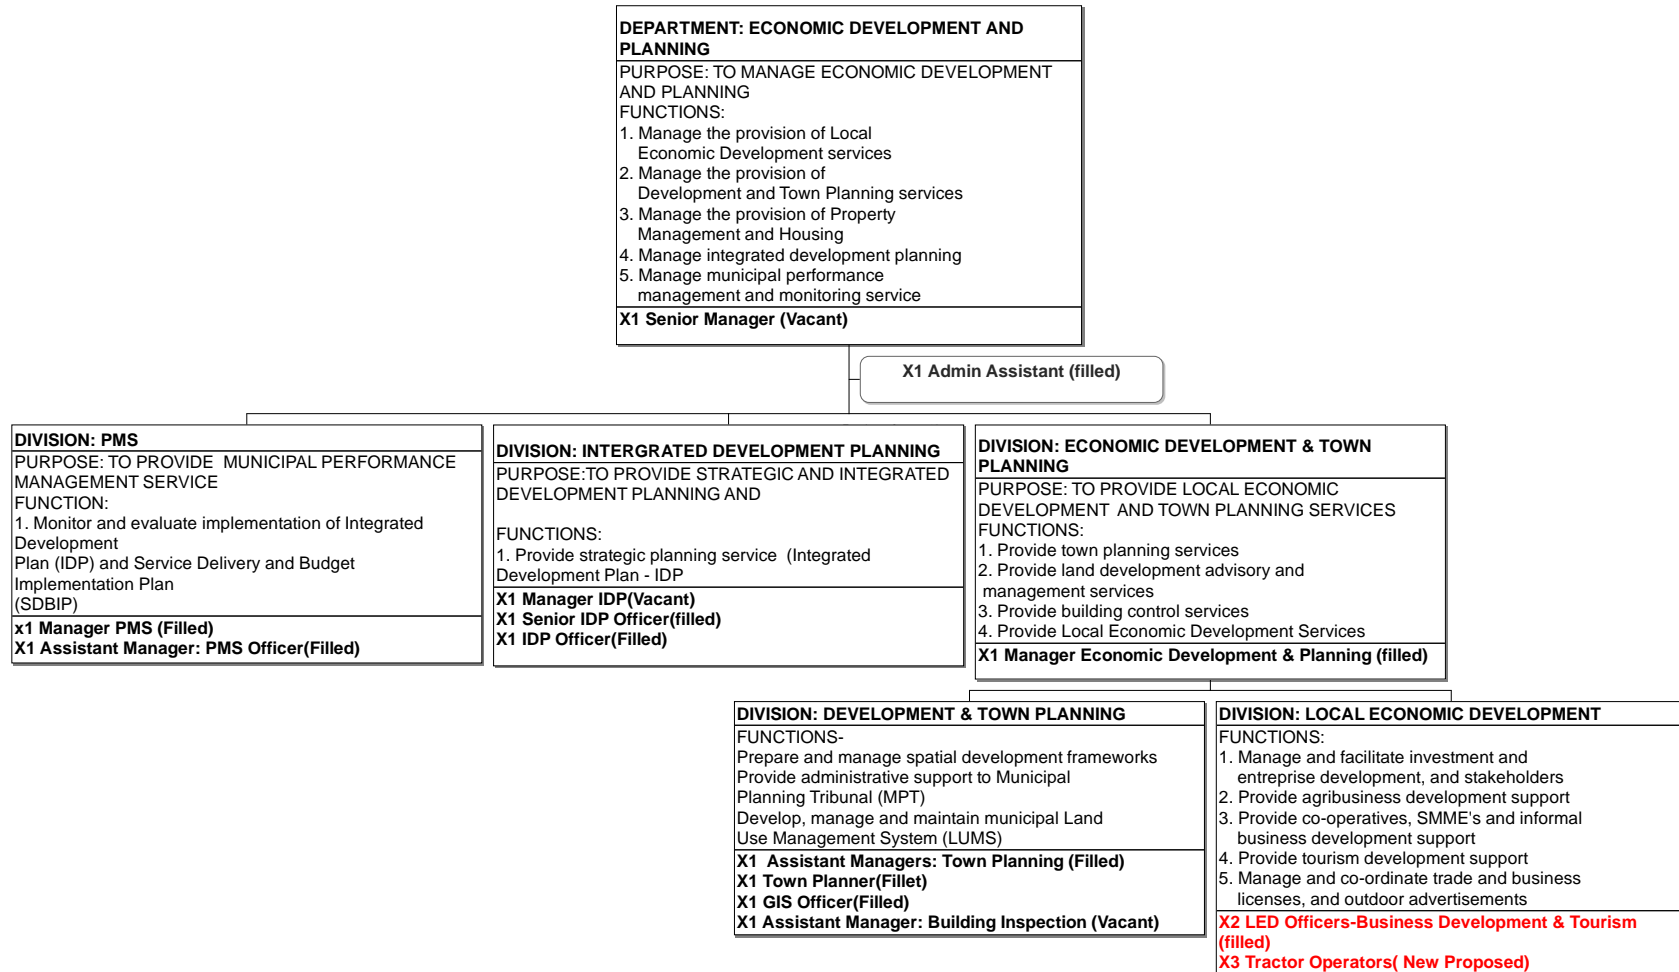 DEPARTMENT: ECONOMIC DEVELOPMENT AND
PLANNING
PURPOSE: TO MANAGE ECONOMIC DEVELOPMENT
AND PLANNING
FUNCTIONS:
1. Manage the provision of Local
Economic Development services
2. Manage the provision of
Development and Town Planning services
3. Manage the provision of Property
Management and Housing
4. Manage integrated development planning
5. Manage municipal performance
management and monitoring service
X1 Senior Manager (Vacant)
X1 Admin Assistant (filled)
DIVISION: PMS
PURPOSE: TO PROVIDE MUNICIPAL PERFORMANCE
MANAGEMENT SERVICE
FUNCTION:
1. Monitor and evaluate implementation of Integrated
Development
Plan (IDP) and Service Delivery and Budget
Implementation Plan
(SDBIP)
x1 Manager PMS (Filled)
X1 Assistant Manager: PMS Officer(Filled)
DIVISION: INTERGRATED DEVELOPMENT PLANNING
PURPOSE:TO PROVIDE STRATEGIC AND INTEGRATED
DEVELOPMENT PLANNING AND
FUNCTIONS:
1. Provide strategic planning service (Integrated
Development Plan - IDP
X1 Manager IDP(Vacant)
X1 Senior IDP Officer(filled)
X1 IDP Officer(Filled)
DIVISION: ECONOMIC DEVELOPMENT & TOWN
PLANNING
PURPOSE: TO PROVIDE LOCAL ECONOMIC
DEVELOPMENT AND TOWN PLANNING SERVICES
FUNCTIONS:
1. Provide town planning services
2. Provide land development advisory and
management services
3. Provide building control services
4. Provide Local Economic Development Services
X1 Manager Economic Development & Planning (filled)
DIVISION: DEVELOPMENT & TOWN PLANNING
FUNCTIONS-
Prepare and manage spatial development frameworks
Provide administrative support to Municipal
Planning Tribunal (MPT)
Develop, manage and maintain municipal Land
Use Management System (LUMS)
X1 Assistant Managers: Town Planning (Filled)
X1 Town Planner(Fillet)
X1 GIS Officer(Filled)
X1 Assistant Manager: Building Inspection (Vacant)
DIVISION: LOCAL ECONOMIC DEVELOPMENT
FUNCTIONS:
1. Manage and facilitate investment and
entreprise development, and stakeholders
2. Provide agribusiness development support
3. Provide co-operatives, SMME's and informal
business development support
4. Provide tourism development support
5. Manage and co-ordinate trade and business
licenses, and outdoor advertisements
X2 LED Officers-Business Development & Tourism
(filled)
X3 Tractor Operators( New Proposed)